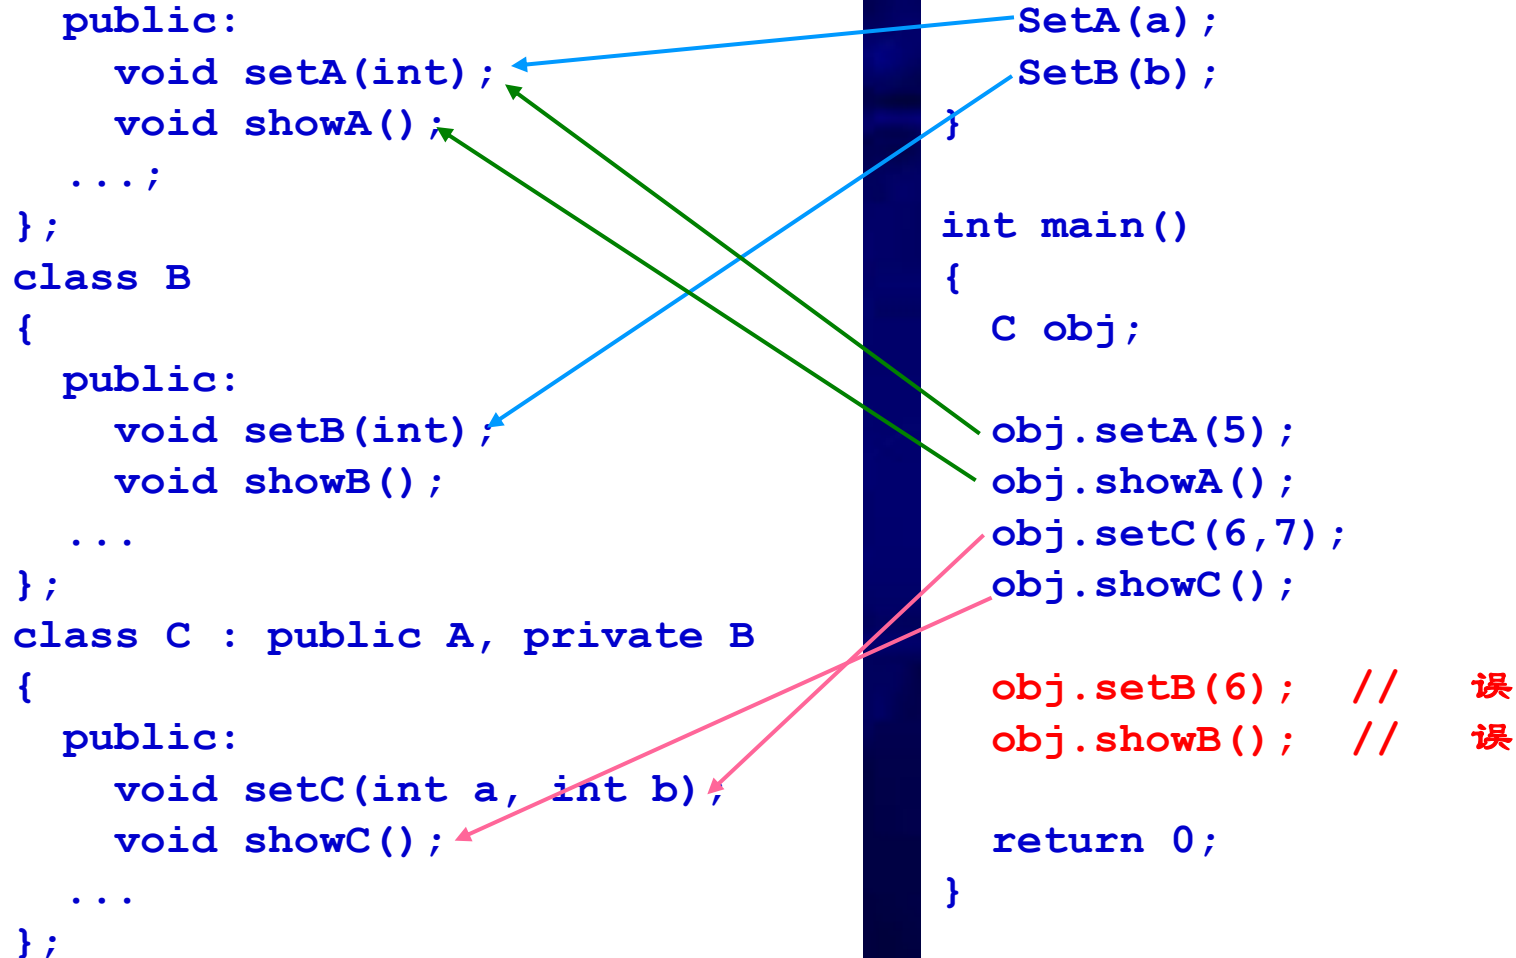 public:
void setA(int);
void showA();
...;
};
class B
{
public:
void setB(int);
void showB();
...
};
class C : public A, private B
{
public:
void setC(int a, int b);
void showC();
...
};
SetA(a);
SetB(b);
}
int main()
{
C obj;
obj.setA(5);
obj.showA();
obj.setC(6,7);
obj.showC();
obj.setB(6); // 误
obj.showB(); // 误
return 0;
}